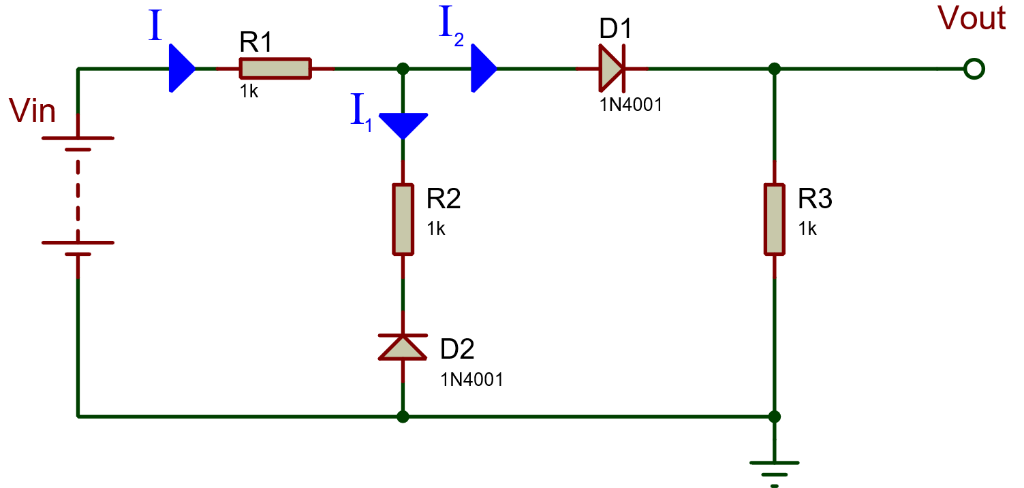 Vout
I
I2
R1
D1
1k
1N4001
Vin
I1
R2
R3
1k
1k
D2
1N4001